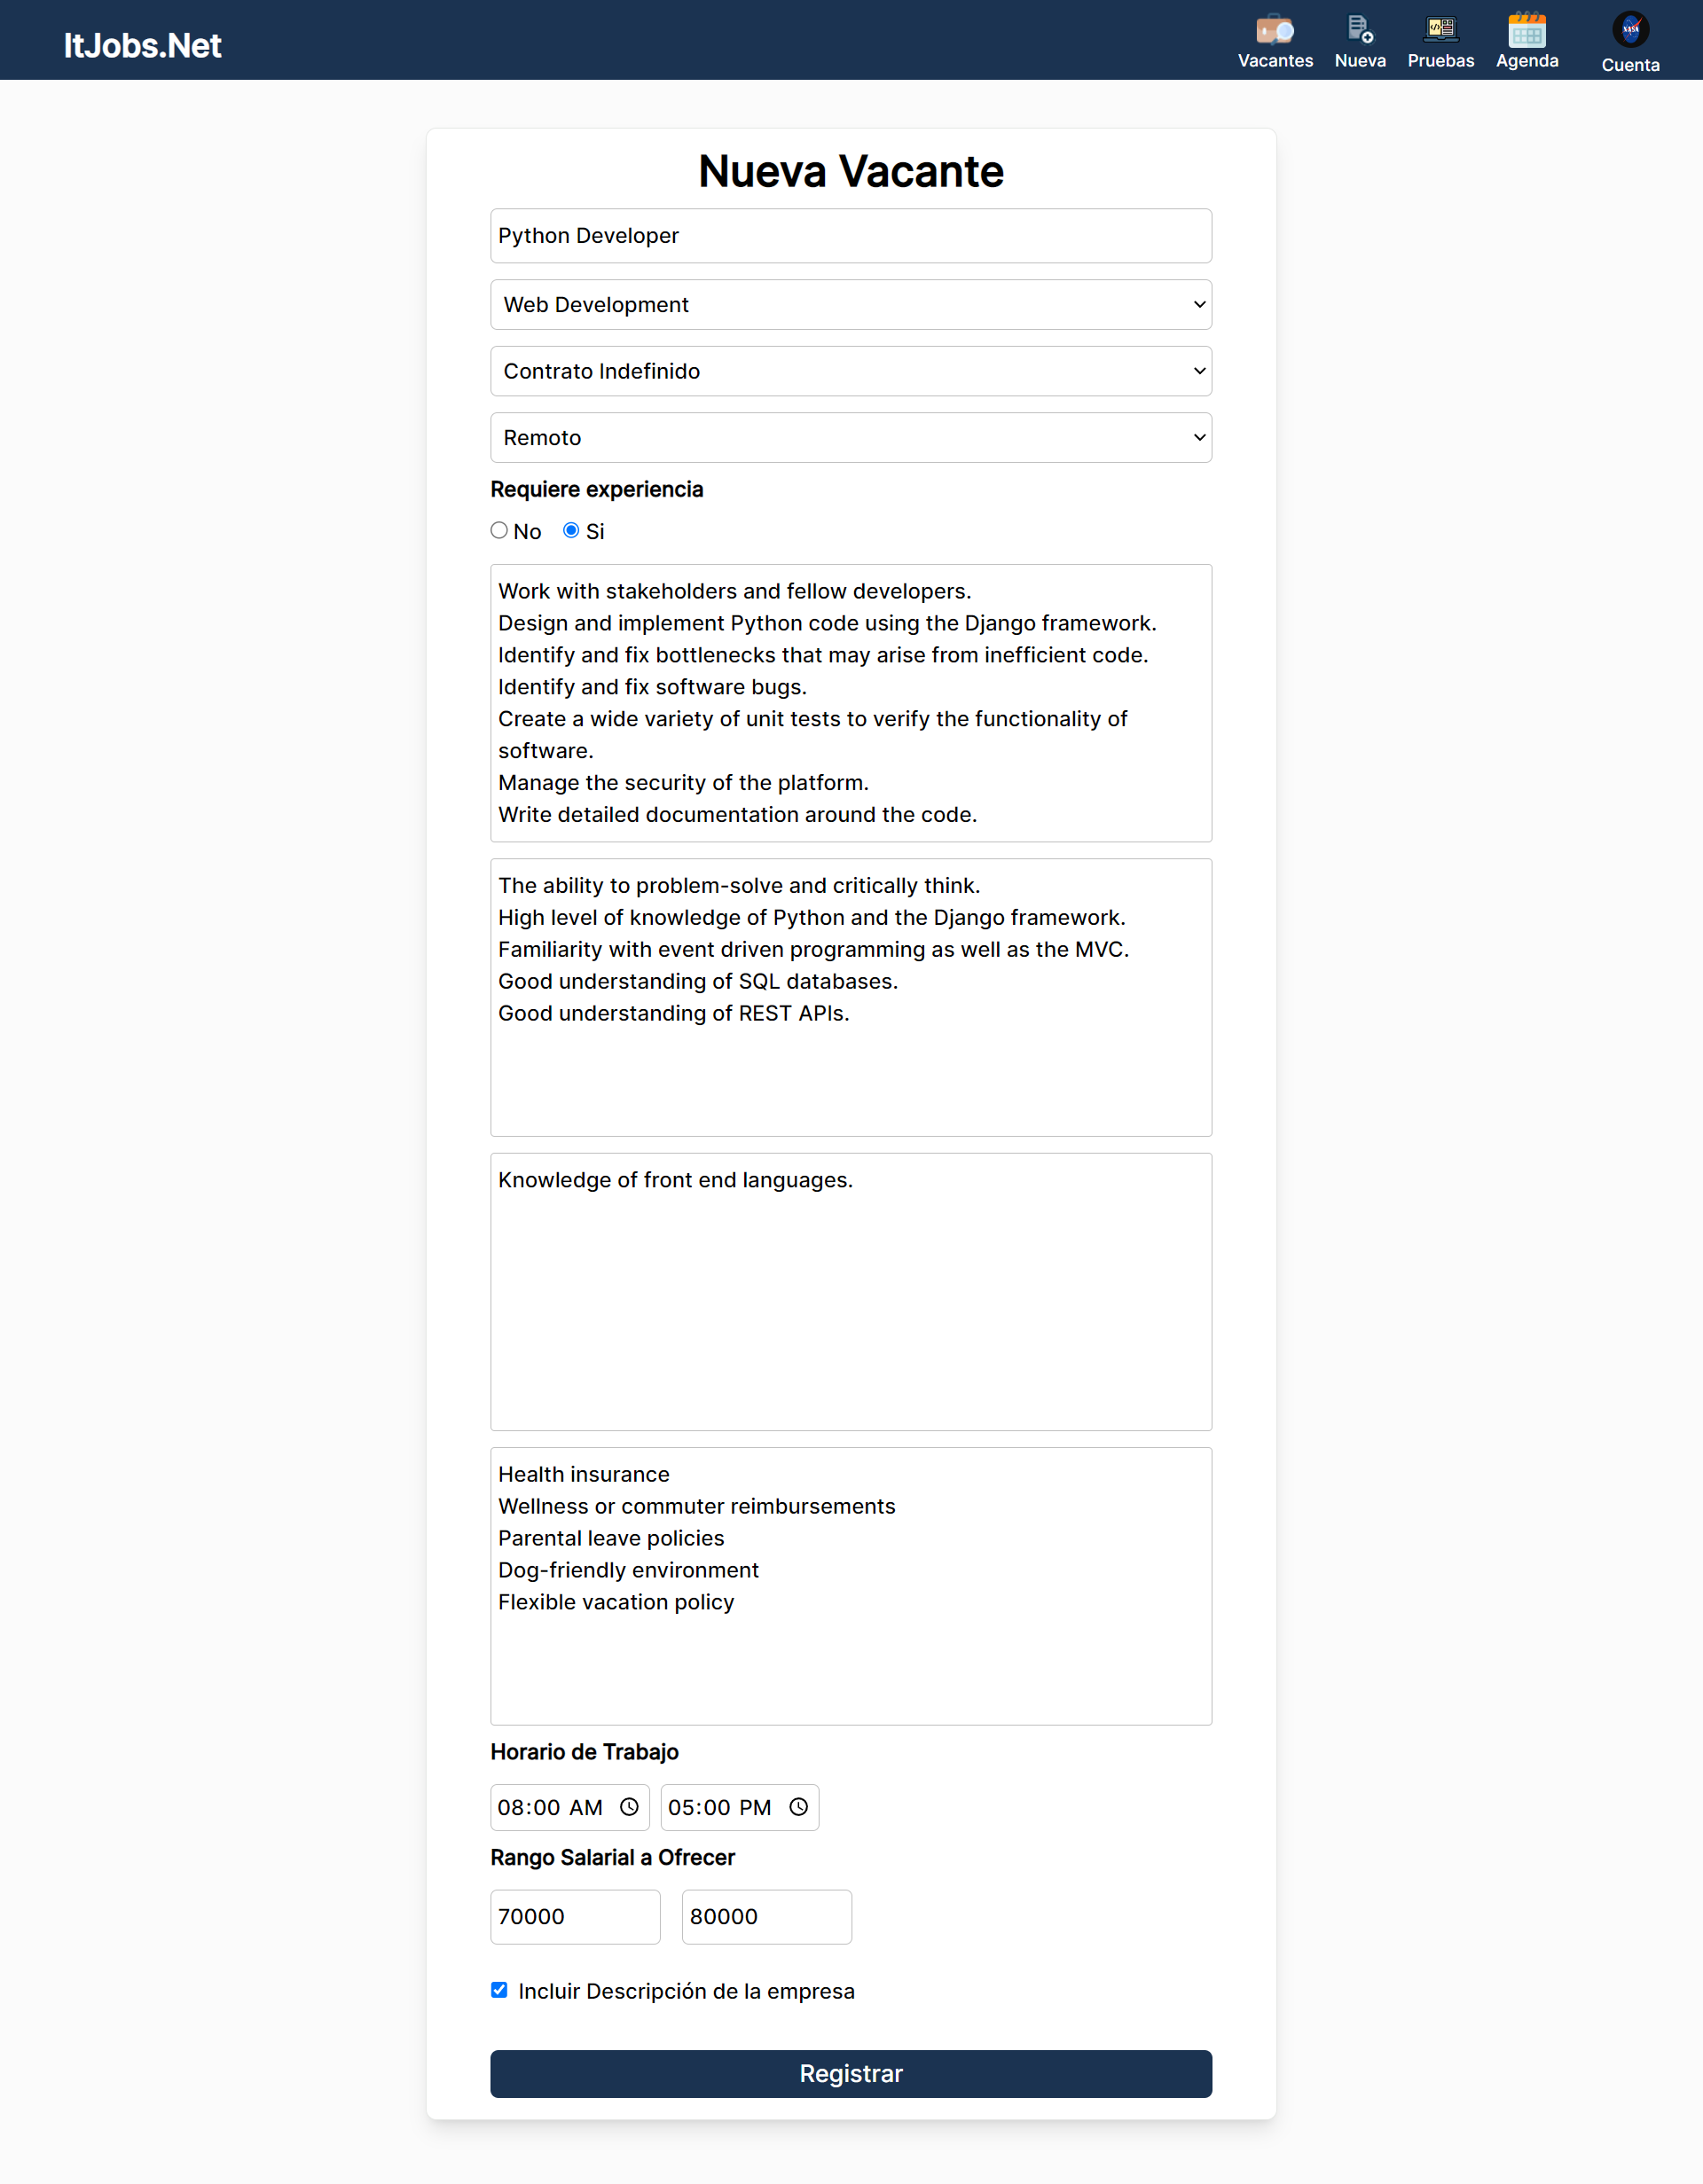 ItJobs.Net
Vacantes
Nueva
Pruebas
Agenda
NASA
Cuenta
Nueva Vacante
Python Developer
Web Development
Contrato Indefinido
Remoto
Requiere experiencia
No Si
Work with stakeholders and fellow developers.
Design and implement Python code using the Django framework.
Identify and fix bottlenecks that may arise from inefficient code.
Identify and fix software bugs.
Create a wide variety of unit tests to verify the functionality of
software.
Manage the security of the platform.
Write detailed documentation around the code.
The ability to problem-solve and critically think.
High level of knowledge of Python and the Django framework.
Familiarity with event driven programming as well as the MVC.
Good understanding of SQL databases.
Good understanding of REST APIs.
Knowledge of front end languages.
Health insurance
Wellness or commuter reimbursements
Parental leave policies
Dog-friendly environment
Flexible vacation policy
Horario de Trabajo
08:00 AM 05:00 PM
Rango Salarial a Ofrecer
70000 80000
Incluir Descripción de la empresa
Registrar